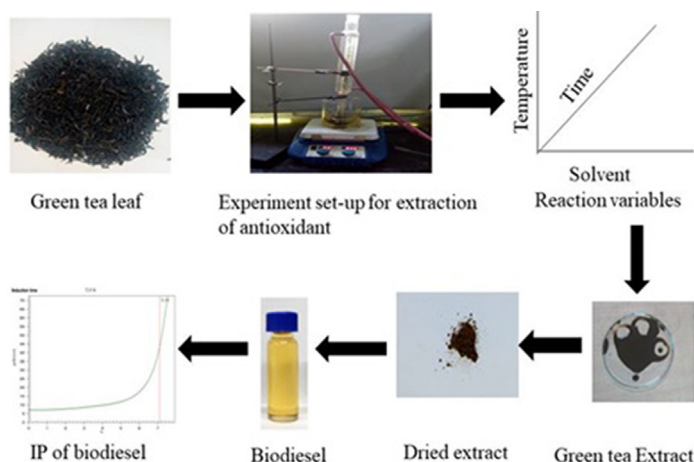 Green tea leaf
Experiment set-up for extraction
of antioxidant
Temperature
Time
Solvent
Reaction variables
Green tea Extract
Dried extract
Biodiesel
Induction time
IP of biodiesel